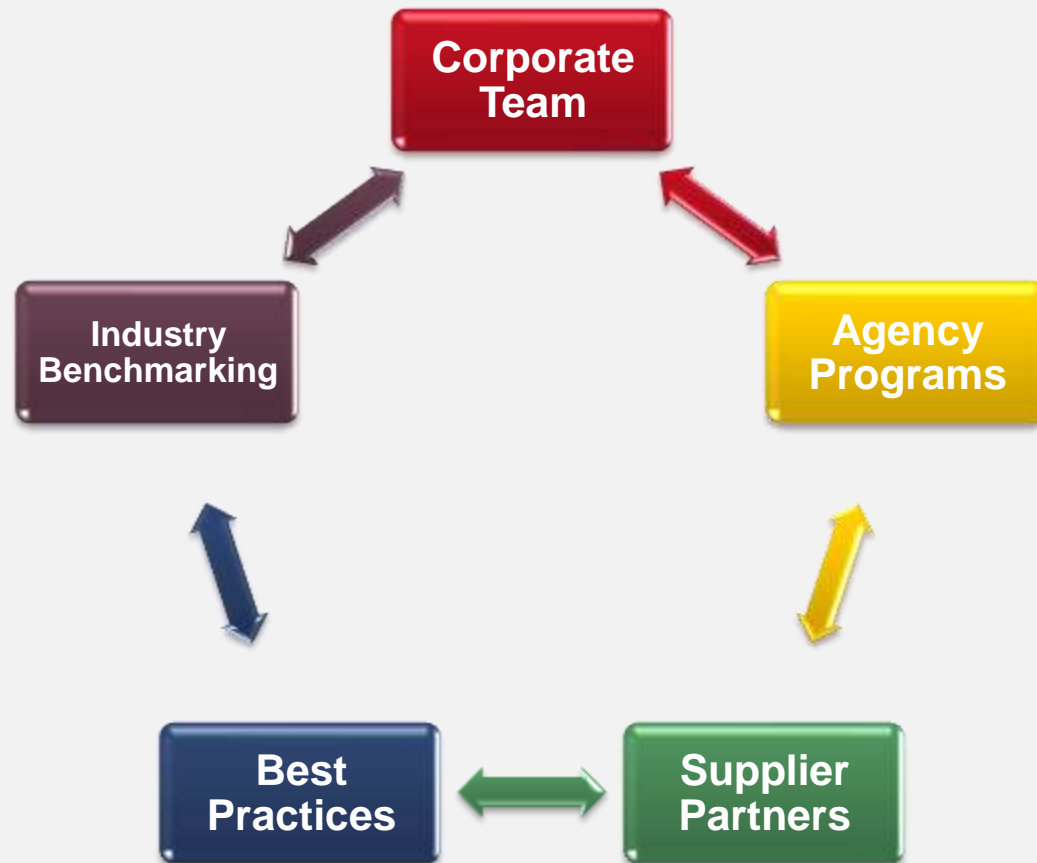 Corporate
Team
Industry
Benchmarking
Agency
Programs
Best
Practices
Supplier
Partners